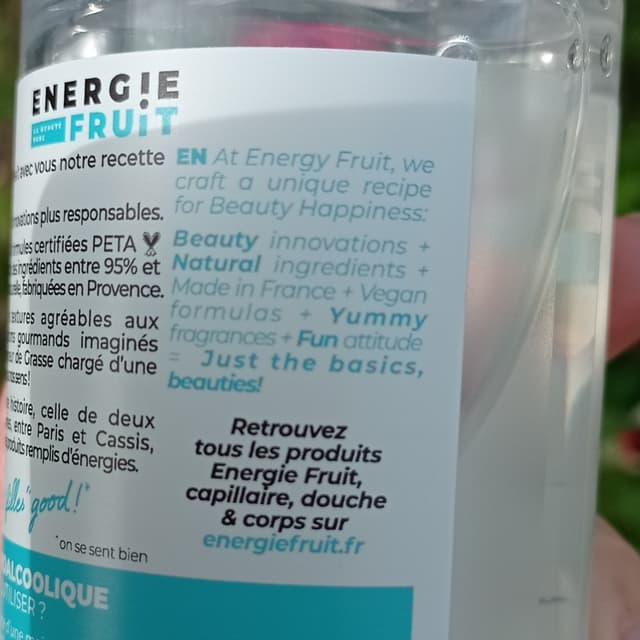 ENERGiE
LA BEAUTÉ
PURE
FRUiT
avec vous notre recette
plus responsables.
certifiées PETA
ingrédients entre 95% et
fabriquées en Provence.
agréables aux
gourmands imaginés
de Grasse chargé d'une
histoire, celle de deux
entre Paris et Cassis,
produits remplis d'énergies.
"good!"*
*on se sent bien
EN At Energy Fruit, we
craft a unique recipe
for Beauty Happiness:
Beauty innovations +
Natural ingredients +
Made in France + Vegan
formulas + Yummy
fragrances + Fun attitude
= Just the basics,
beauties!
Retrouvez
tous les produits
Energie Fruit,
capillaire, douche
& corps sur
energiefruit.fr
ALCOOLIQUE
UTILISER ?